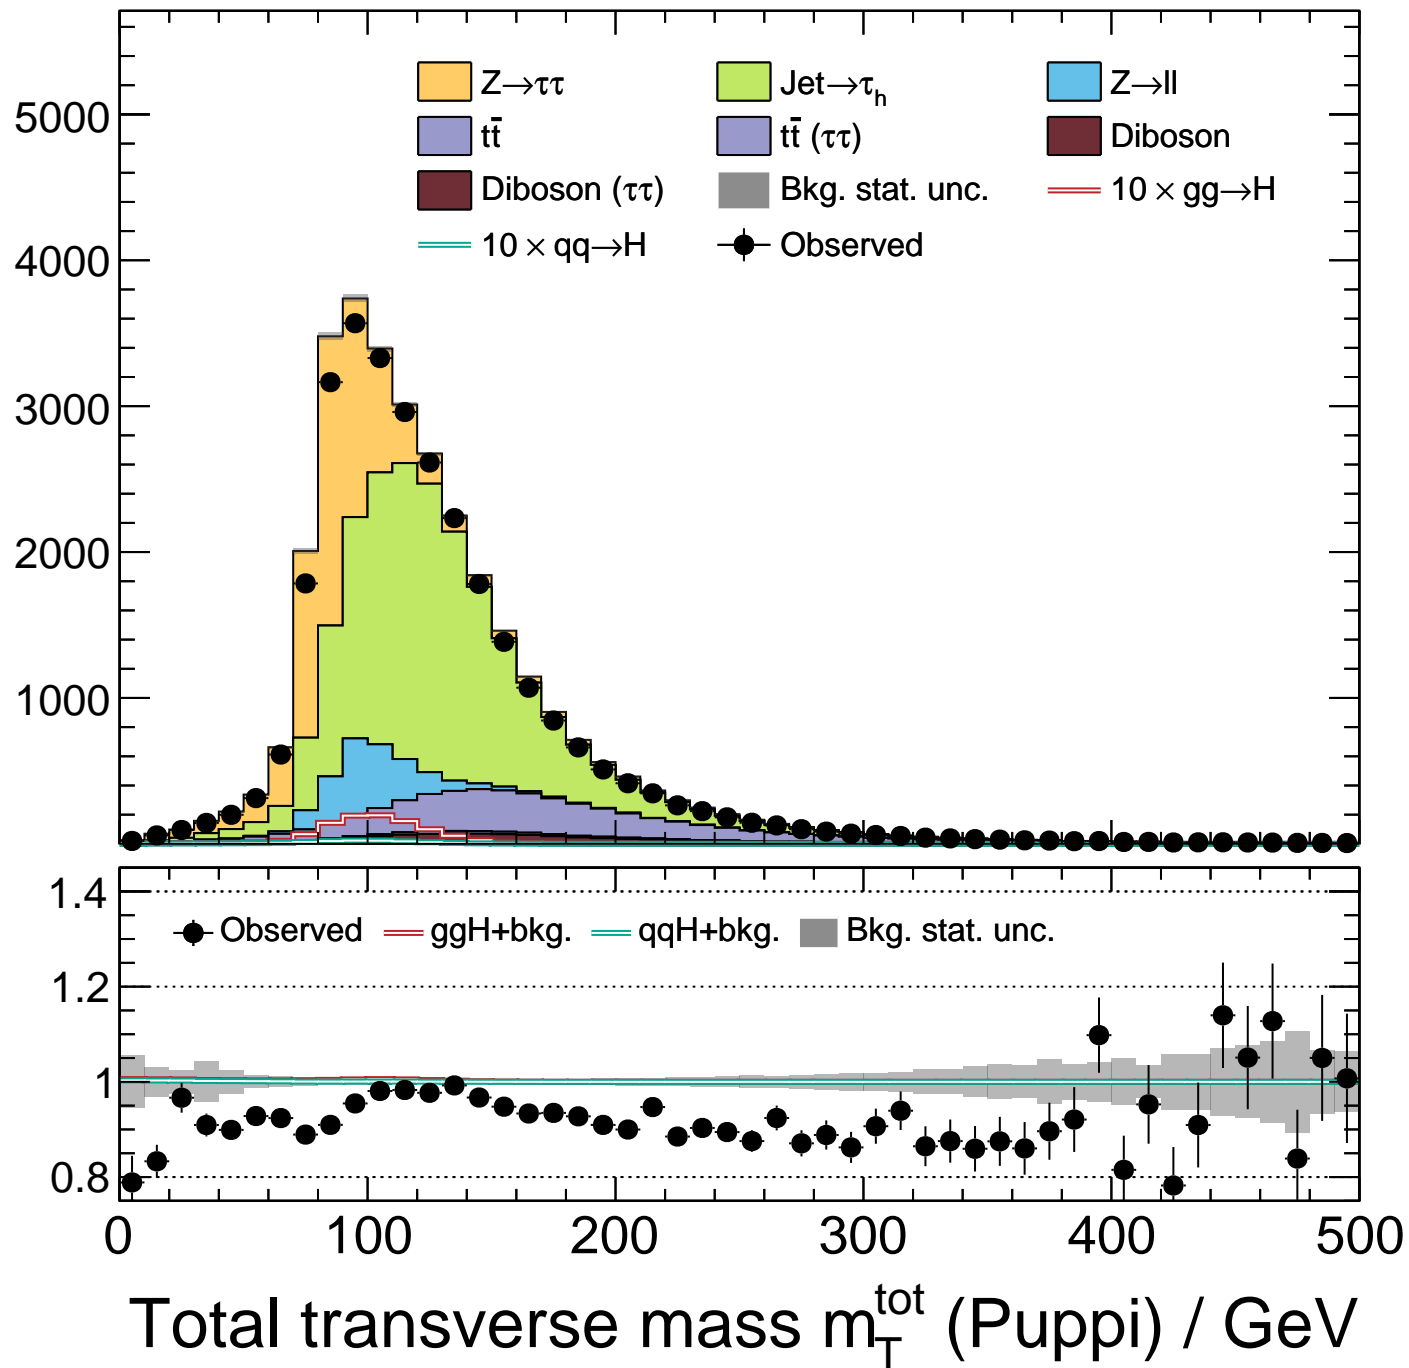 Z→ττ Jet→τh Z→ll
tt̄ tt̄ (ττ) Diboson
Diboson (ττ) Bkg. stat. unc. 10 × gg→H
10 × qq→H Observed
5000
4000
3000
2000
1000
1.4
Observed ggH+bkg. qqH+bkg. Bkg. stat. unc.
1.2
1
0.8
0 100 200 300 400 500
Total transverse mass m_T^tot (Puppi) / GeV